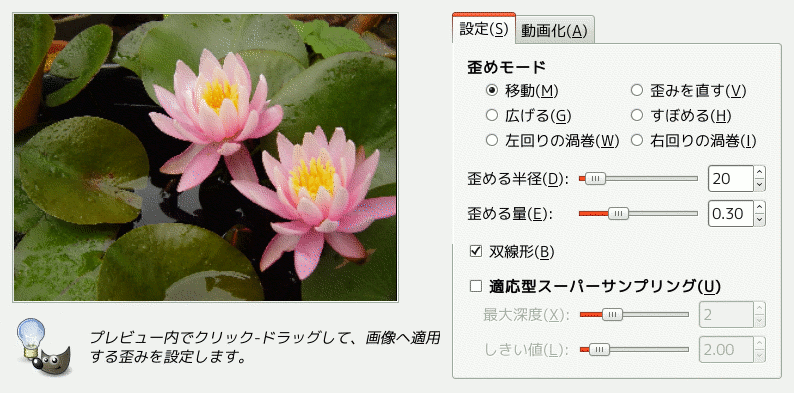 設定(S)
動画化(A)
歪めモード
移動(M)
歪みを直す(V)
広げる(G)
すぼめる(H)
左回りの渦巻(W)
右回りの渦巻(I)
歪める半径(D):
20
歪める量(E):
0.30
双線形(B)
適応型スーパーサンプリング(U)
最大深度(X):
2
しきい値(L):
2.00
プレビュー内でクリック-ドラッグして、画像へ適用
する歪みを設定します。